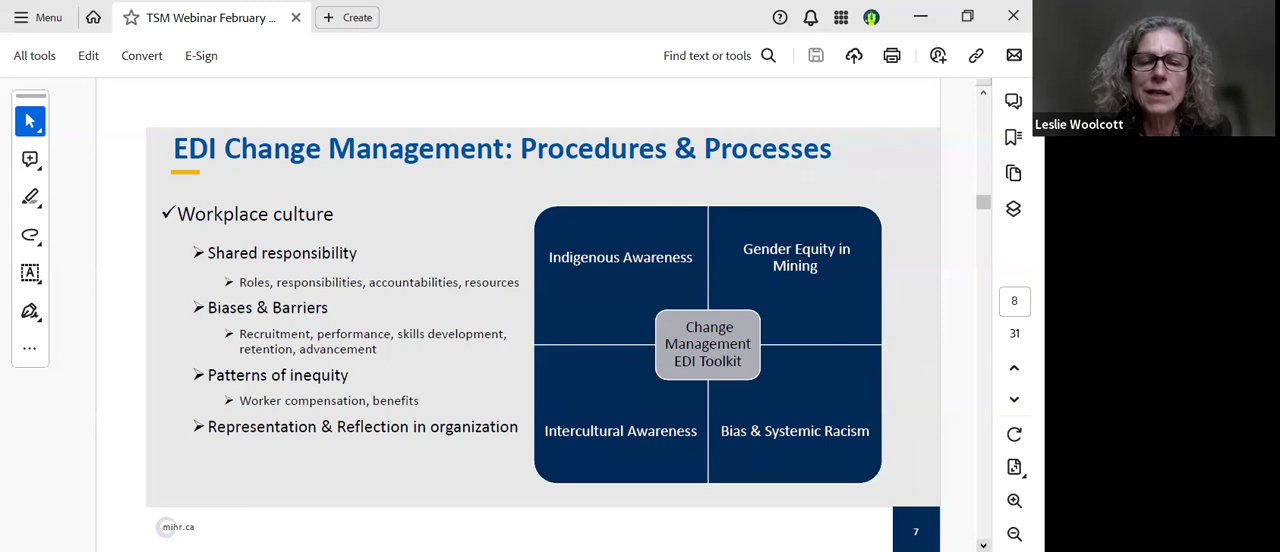 Menu
TSM Webinar February ...
Create
All tools
Edit
Convert
E-Sign
Find text or tools
Leslie Woolcott
EDI Change Management: Procedures & Processes
Workplace culture
Shared responsibility
Roles, responsibilities, accountabilities, resources
Biases & Barriers
Recruitment, performance, skills development,
retention, advancement
Patterns of inequity
Worker compensation, benefits
Representation & Reflection in organization
Indigenous Awareness
Gender Equity in
Mining
Change
Management
EDI Toolkit
Intercultural Awareness
Bias & Systemic Racism
mihr.ca
7
8
31